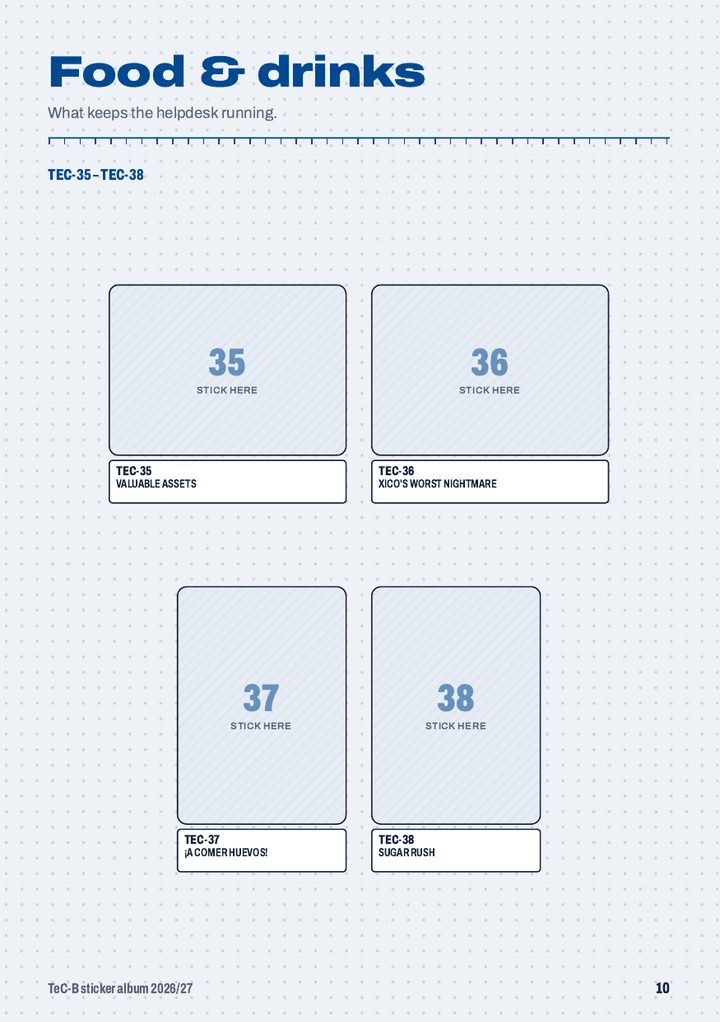 Food & drinks
What keeps the helpdesk running.
TEC-35–TEC-38
35
STICK HERE
36
STICK HERE
TEC-35
VALUABLE ASSETS
TEC-36
XICO'S WORST NIGHTMARE
37
STICK HERE
38
STICK HERE
TEC-37
¡A COMER HUEVOS!
TEC-38
SUGAR RUSH
TeC-B sticker album 2026/27
10